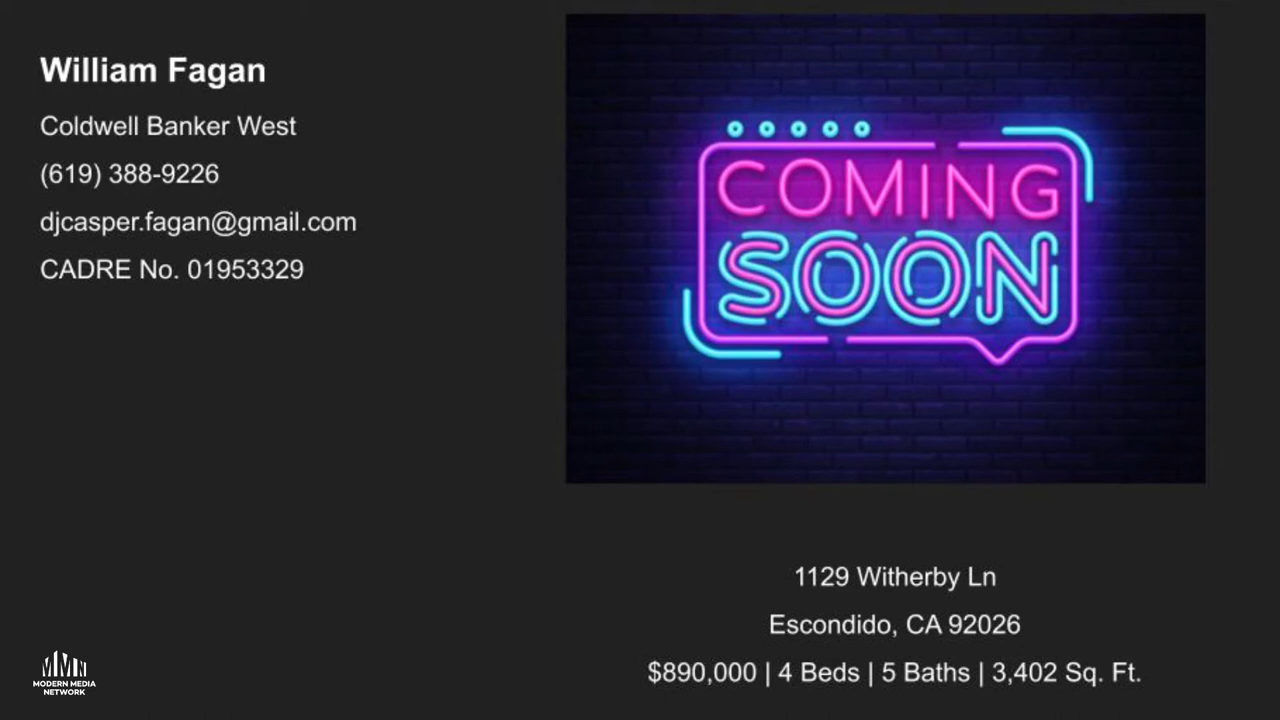 William Fagan
Coldwell Banker West
(619) 388-9226
djcasper.fagan@gmail.com
CADRE No. 01953329
COMING
SOON
1129 Witherby Ln
Escondido, CA 92026
$890,000 | 4 Beds | 5 Baths | 3,402 Sq. Ft.
MMN
MODERN MEDIA
NETWORK